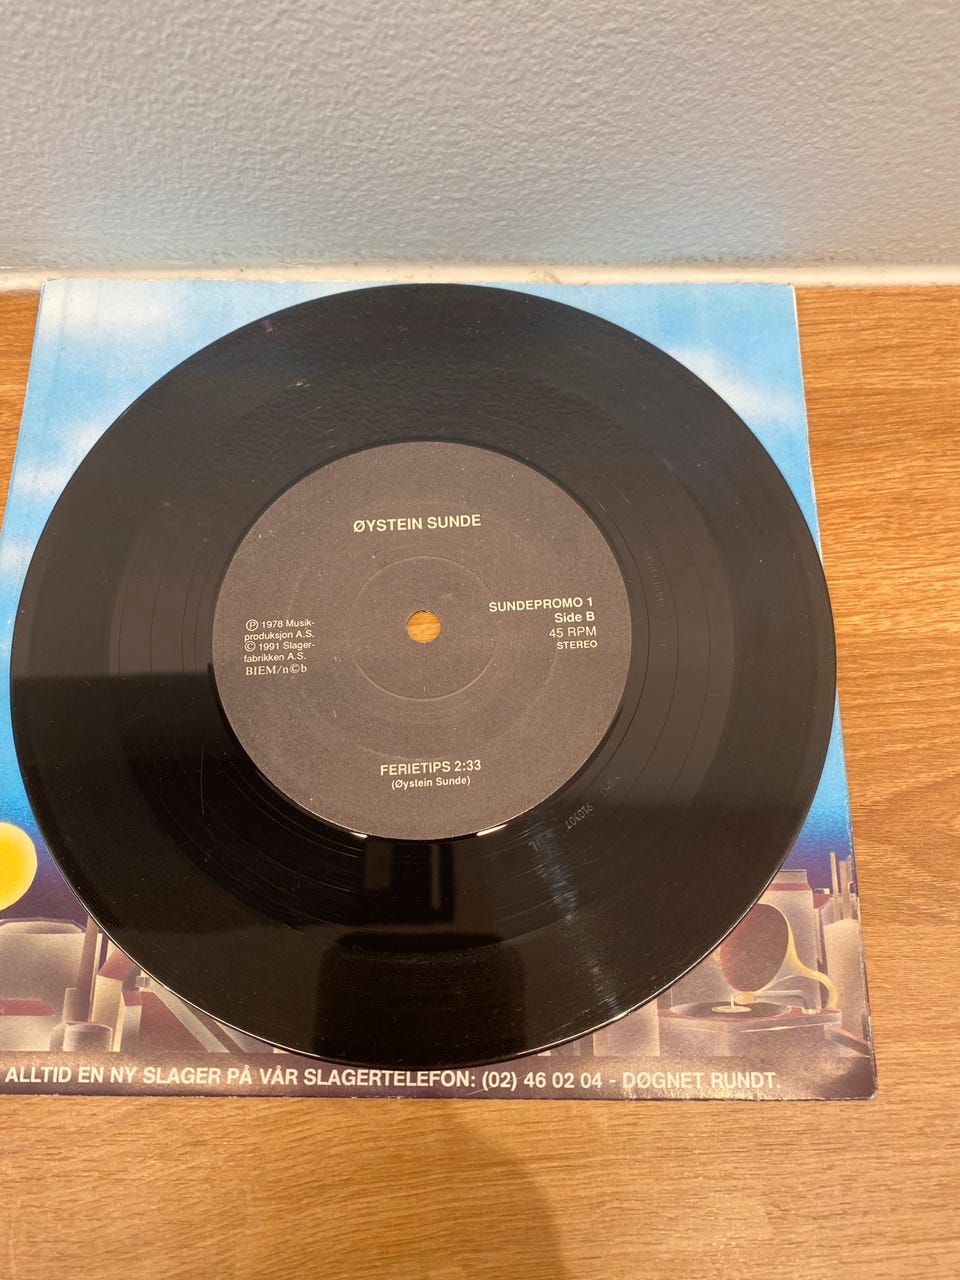 ØYSTEIN SUNDE
SUNDEPROMO 1
Side B
45 RPM
STEREO
Ⓟ 1978 Musik-
produksjon A.S.
© 1991 Slager-
fabrikken A.S.
BIEM/n©b
FERIETIPS 2:33
(Øystein Sunde)
ALLTID EN NY SLAGER PÅ VÅR SLAGERTELEFON: (02) 46 02 04 - DØGNET RUNDT.